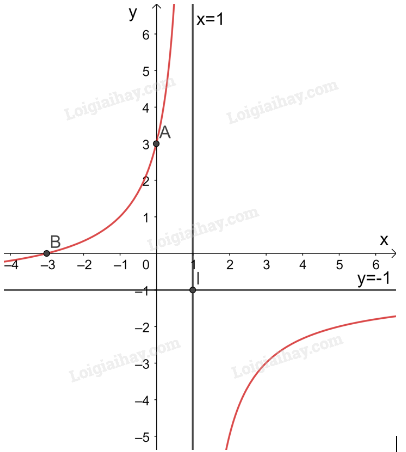 y
x=1
6
5
Loigiaihay.com
Loigiaihay.com
4
A
3
2
1
Loigiaihay.com
B
x
–4 –3 –2 –1 0 1 2 3 4 5 6
I
y=-1
–1
–2
Loigiaihay.com
Loigiaihay.com
–3
–4
–5